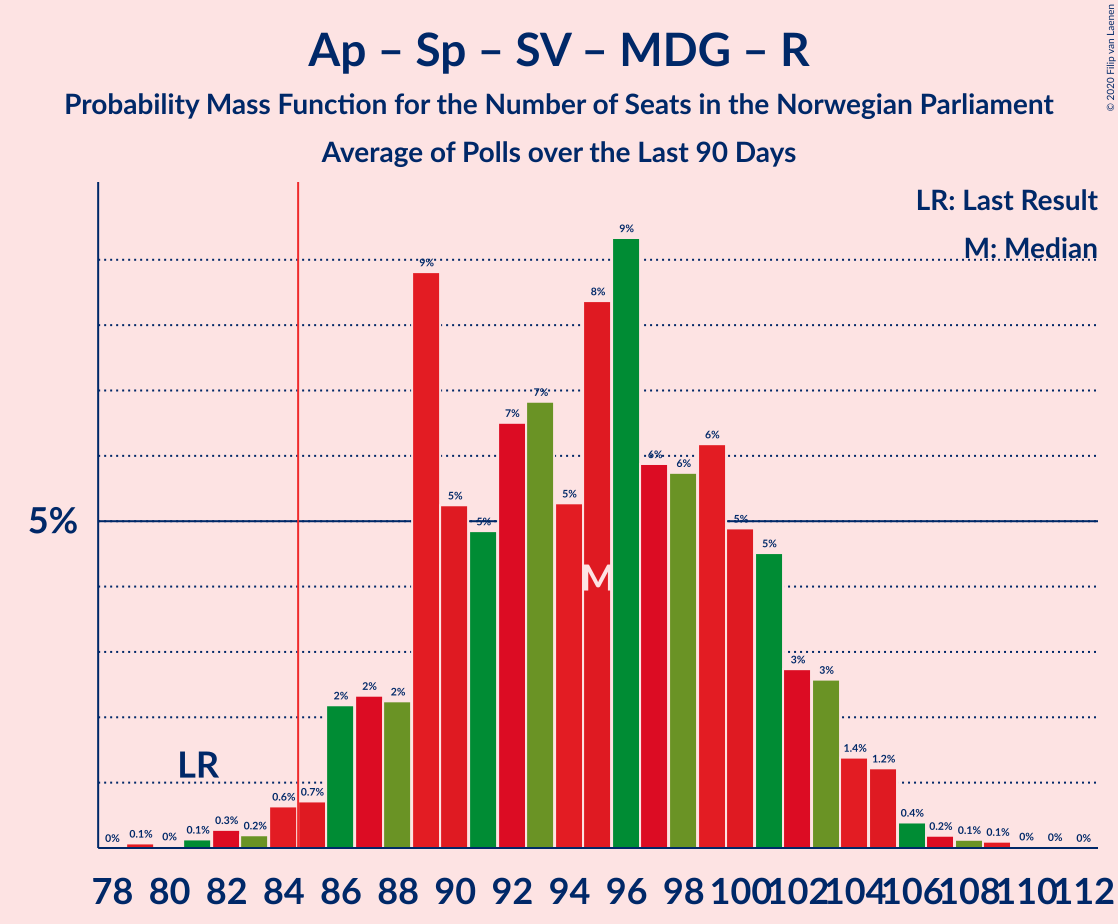 Ap – Sp – SV – MDG – R
Probability Mass Function for the Number of Seats in the Norwegian Parliament
Average of Polls over the Last 90 Days
© 2020 Filip van Laenen
LR: Last Result
M: Median
5%
LR
M
0% 0.1% 0% 0.1% 0.3% 0.2% 0.6% 0.7% 2% 2% 2% 9% 5% 5% 7% 7% 5% 8% 9% 6% 6% 6% 5% 5% 3% 3% 1.4% 1.2% 0.4% 0.2% 0.1% 0.1% 0% 0% 0%
78 80 82 84 86 88 90 92 94 96 98 100 102 104 106 108 110 112